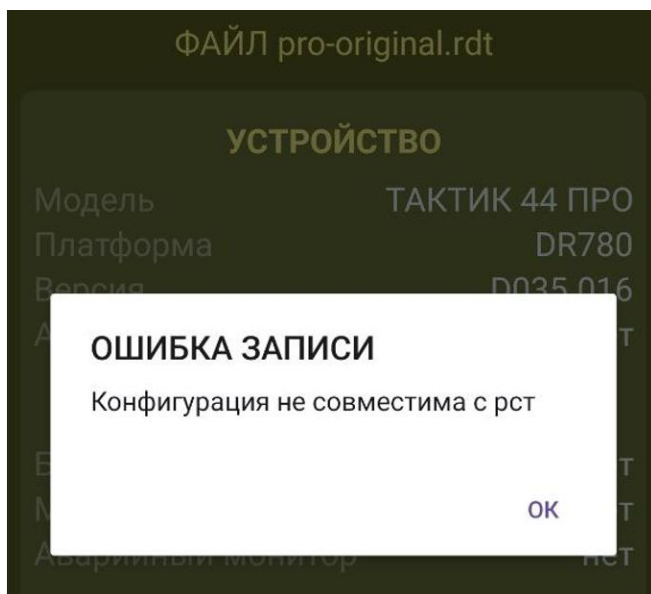 ФАЙЛ pro-original.rdt
УСТРОЙСТВО
Модель ТАКТИК 44 ПРО
Платформа DR780
Версия D035.016
ОШИБКА ЗАПИСИ
Конфигурация не совместима с рст
ОК
Аварийный монитор нет